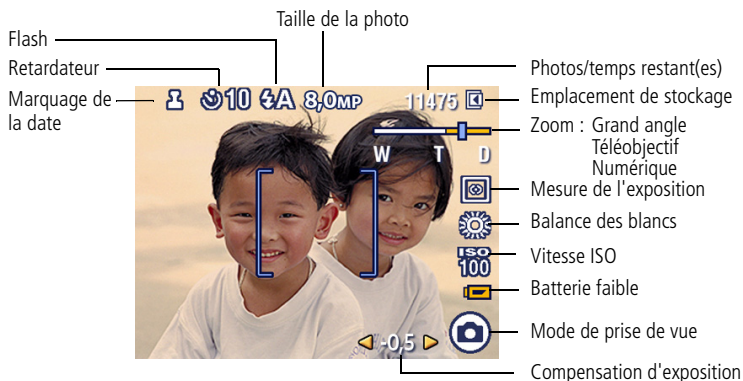 Taille de la photo
Flash
Retardateur
Marquage de
la date
10
A
8,0MP
11475
W T D
ISO
100
-0,5
Photos/temps restant(es)
Emplacement de stockage
Zoom : Grand angle
Téléobjectif
Numérique
Mesure de l'exposition
Balance des blancs
Vitesse ISO
Batterie faible
Mode de prise de vue
Compensation d'exposition